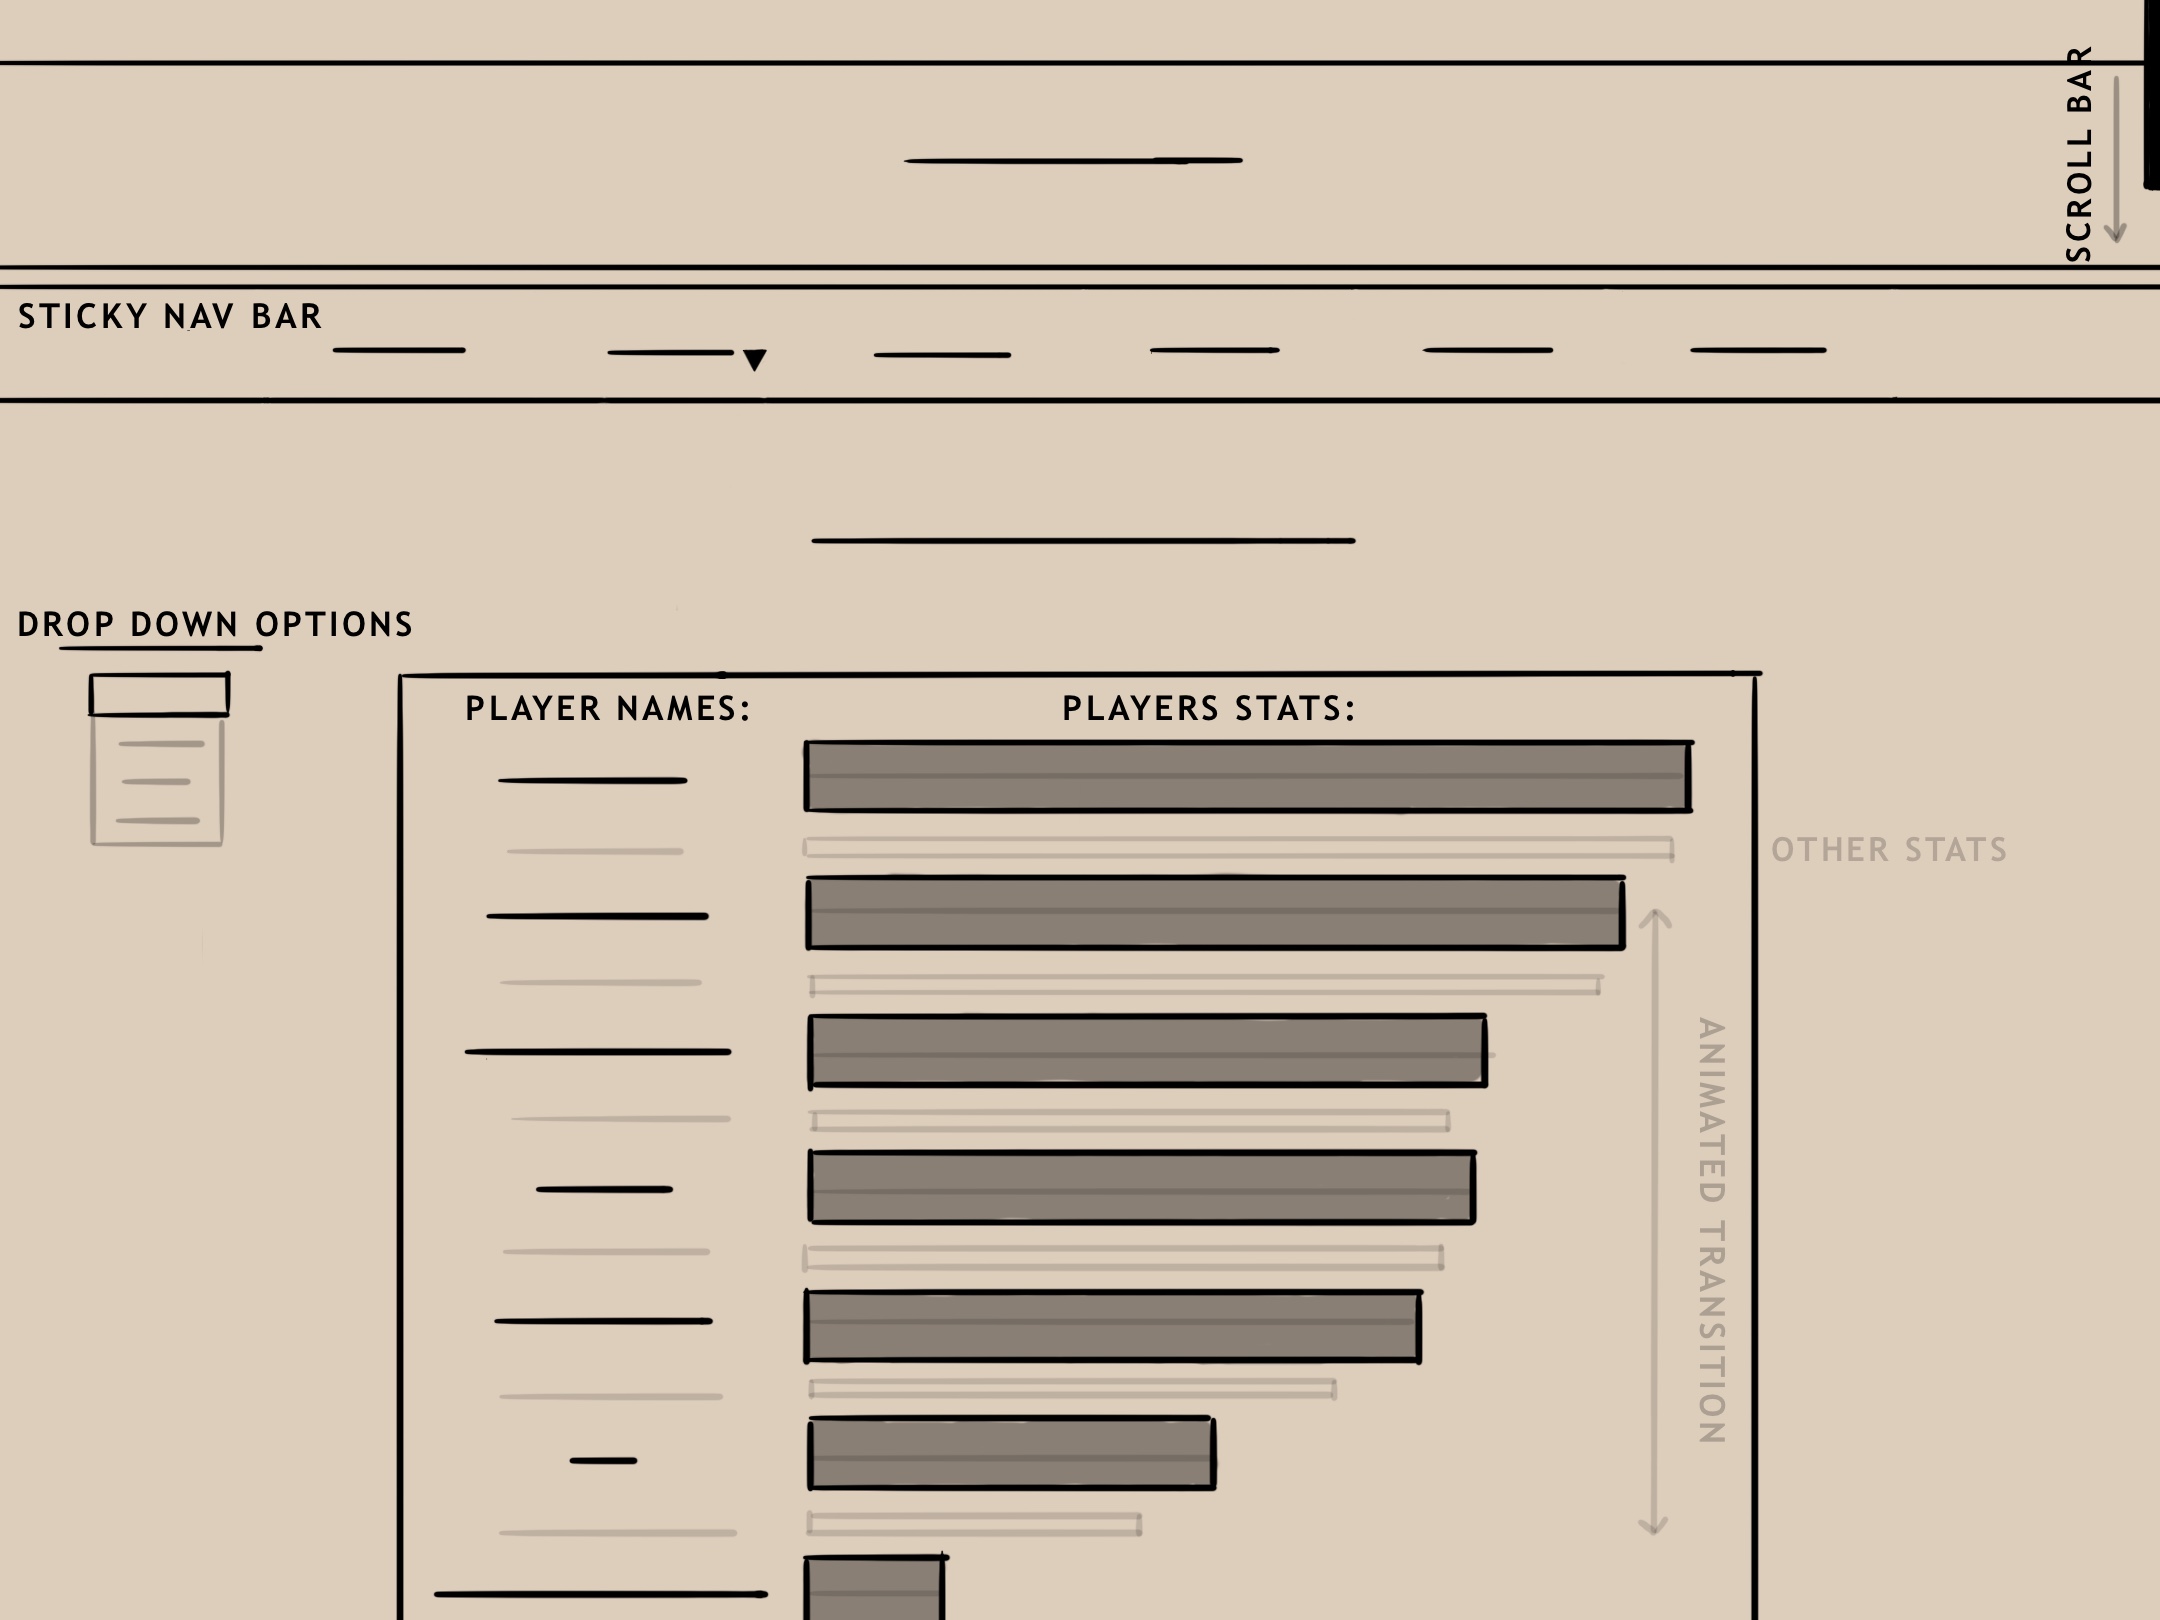 SCROLL BAR
STICKY NAV BAR
DROP DOWN OPTIONS
PLAYER NAMES:
PLAYERS STATS:
OTHER STATS
ANIMATED TRANSITION